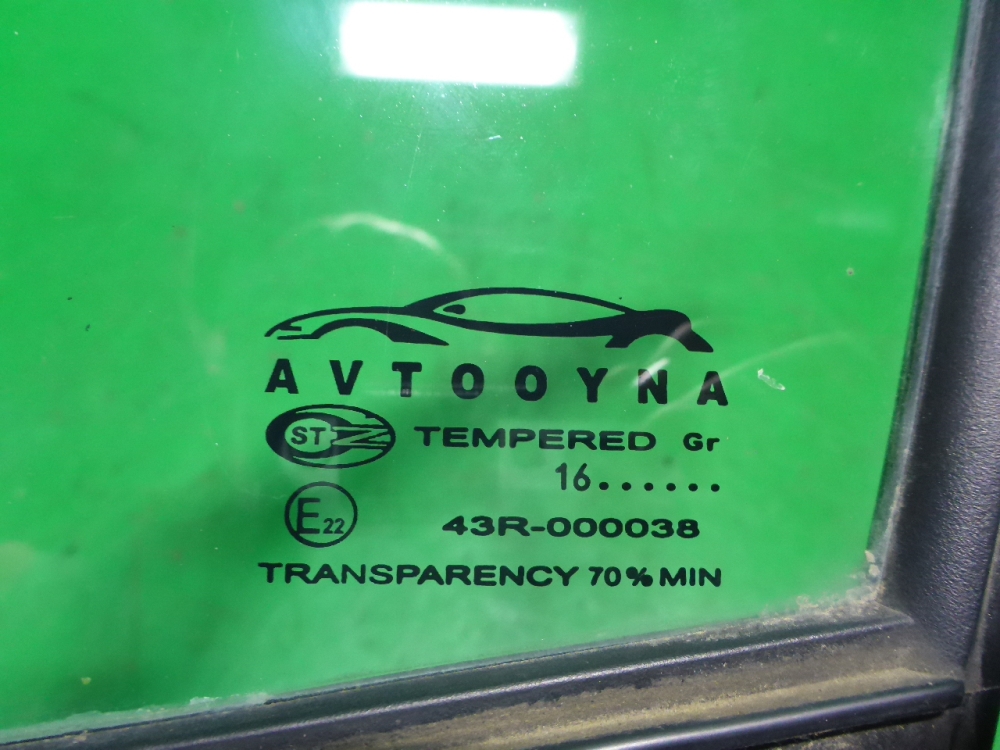 AVTOOYNA
ST TEMPERED Gr
16......
E22 43R-000038
TRANSPARENCY 70% MIN